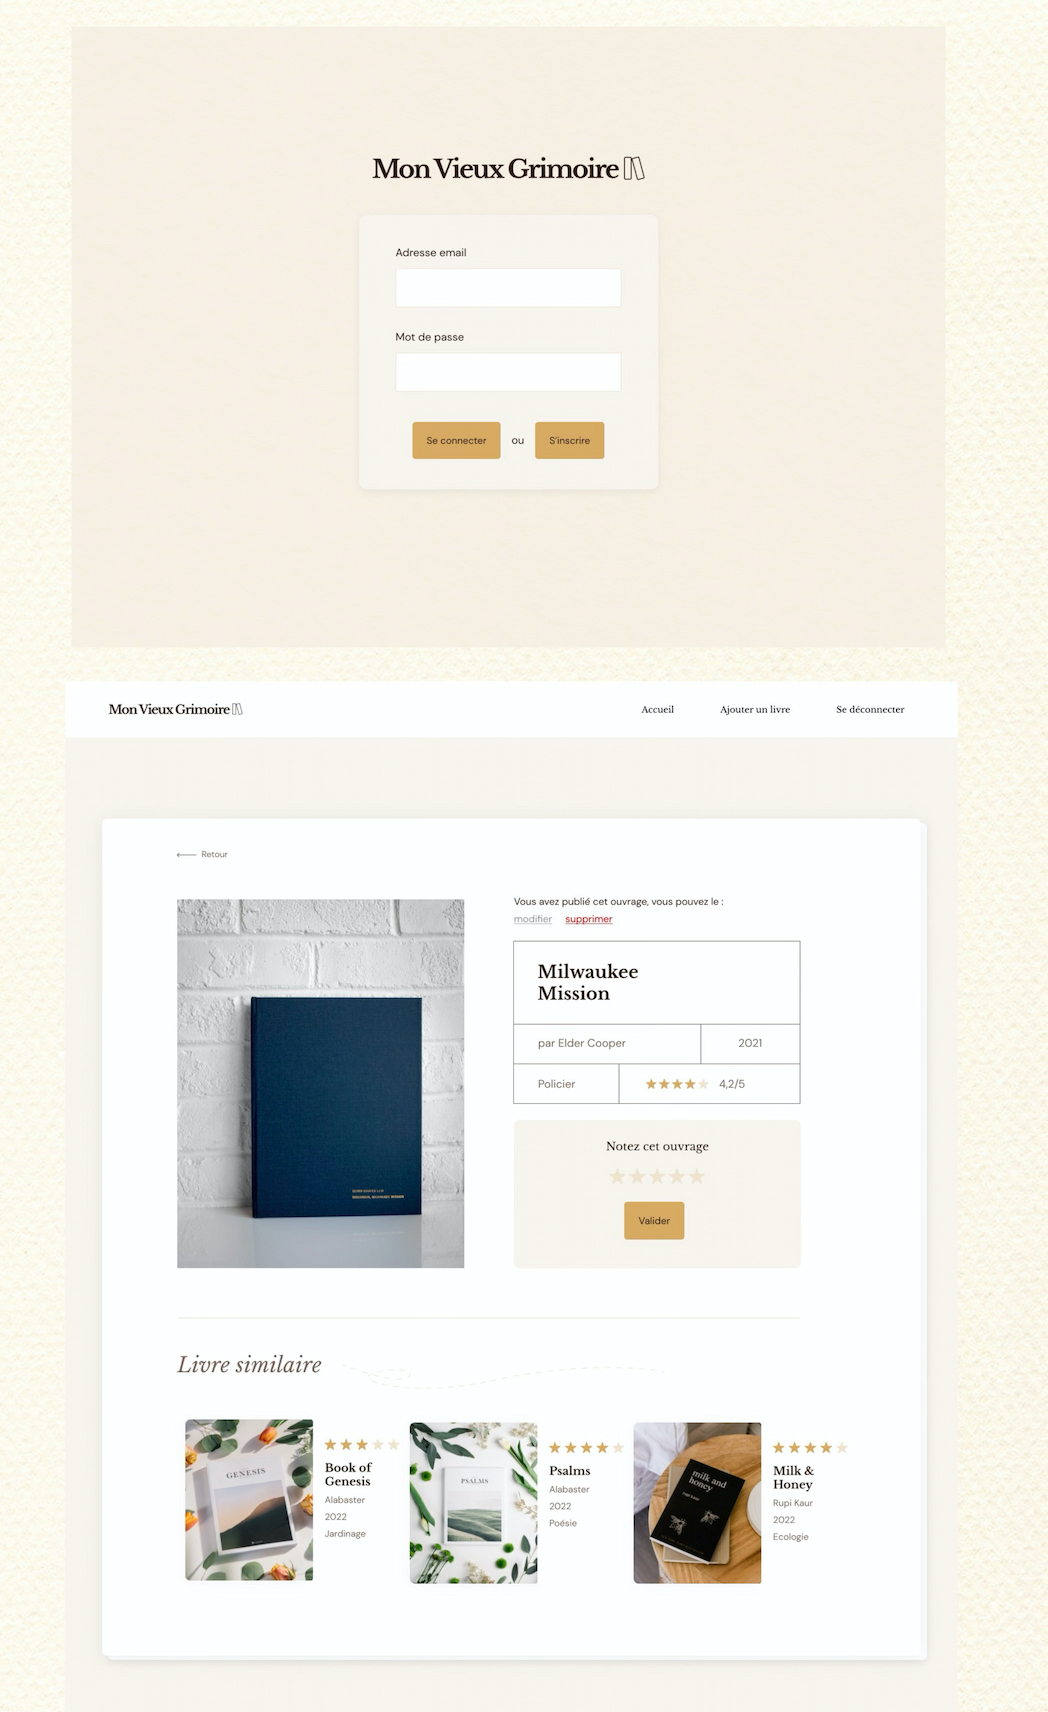 Mon Vieux Grimoire
Adresse email
Mot de passe
Se connecter
ou
S'inscrire
Mon Vieux Grimoire
Accueil
Ajouter un livre
Se déconnecter
Retour
Vous avez publié cet ouvrage, vous pouvez le :
modifier
supprimer
Milwaukee
Mission
par Elder Cooper
2021
Policier
4,2/5
Notez cet ouvrage
Valider
Livre similaire
GENESIS
Book of
Genesis
Alabaster
2022
Jardinage
PSALMS
Psalms
Alabaster
2022
Poésie
milk and
honey
rupi kaur
Milk &
Honey
Rupi Kaur
2022
Ecologie